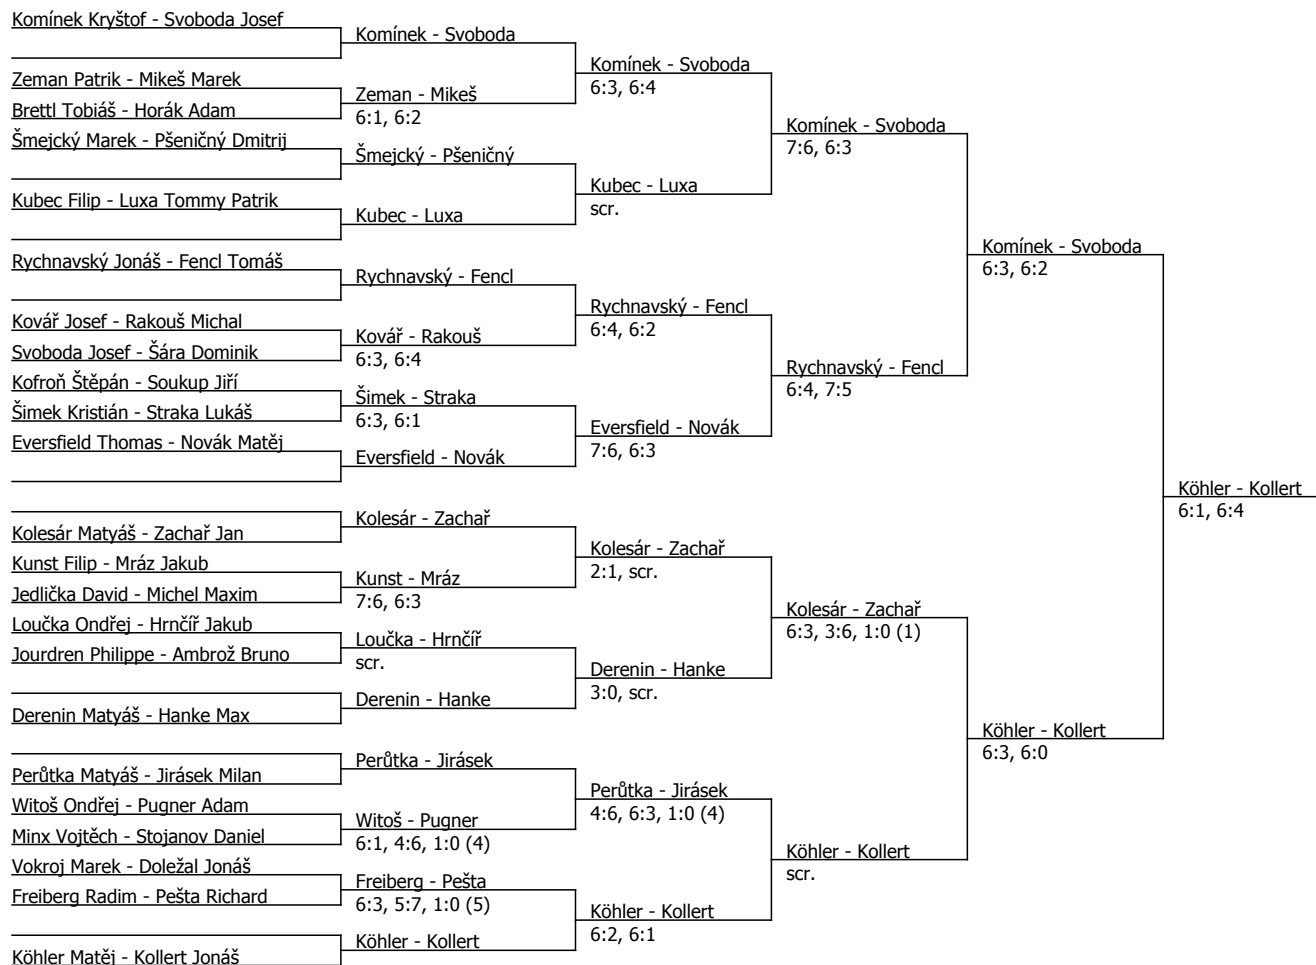 Komínek Kryštof - Svoboda Josef
Zeman Patrik - Mikeš Marek
Brettl Tobiáš - Horák Adam
Šmejcký Marek - Pšeničný Dmitrij
Kubec Filip - Luxa Tommy Patrik
Rychnavský Jonáš - Fencl Tomáš
Kovář Josef - Rakouš Michal
Svoboda Josef - Šára Dominik
Kofroň Štěpán - Soukup Jiří
Šimek Kristián - Straka Lukáš
Eversfield Thomas - Novák Matěj
Kolesár Matyáš - Zachař Jan
Kunst Filip - Mráz Jakub
Jedlička David - Michel Maxim
Loučka Ondřej - Hrnčíř Jakub
Jourdren Philippe - Ambrož Bruno
Derenin Matyáš - Hanke Max
Perůtka Matyáš - Jirásek Milan
Witoš Ondřej - Pugner Adam
Minx Vojtěch - Stojanov Daniel
Vokroj Marek - Doležal Jonáš
Freiberg Radim - Pešta Richard
Köhler Matěj - Kollert Jonáš
Komínek - Svoboda
Zeman - Mikeš
6:1, 6:2
Šmejcký - Pšeničný
Kubec - Luxa
Rychnavský - Fencl
Kovář - Rakouš
6:3, 6:4
Šimek - Straka
6:3, 6:1
Eversfield - Novák
Kolesár - Zachař
Kunst - Mráz
7:6, 6:3
Loučka - Hrnčíř
scr.
Derenin - Hanke
Perůtka - Jirásek
Witoš - Pugner
6:1, 4:6, 1:0 (4)
Freiberg - Pešta
6:3, 5:7, 1:0 (5)
Köhler - Kollert
Komínek - Svoboda
6:3, 6:4
Kubec - Luxa
scr.
Rychnavský - Fencl
6:4, 6:2
Eversfield - Novák
7:6, 6:3
Kolesár - Zachař
2:1, scr.
Derenin - Hanke
3:0, scr.
Perůtka - Jirásek
4:6, 6:3, 1:0 (4)
Köhler - Kollert
6:2, 6:1
Komínek - Svoboda
7:6, 6:3
Rychnavský - Fencl
6:4, 7:5
Kolesár - Zachař
6:3, 3:6, 1:0 (1)
Köhler - Kollert
scr.
Komínek - Svoboda
6:3, 6:2
Köhler - Kollert
6:3, 6:0
Köhler - Kollert
6:1, 6:4